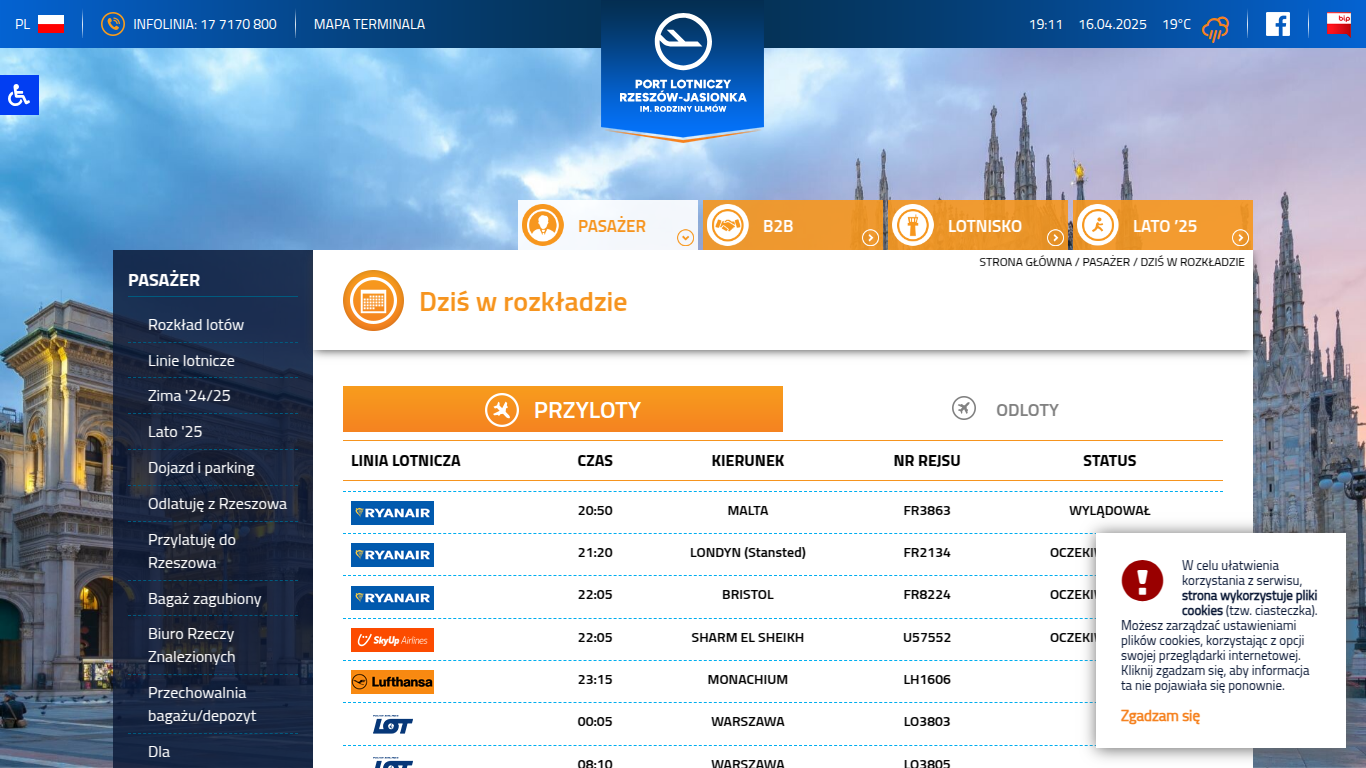 PL
INFOLINIA: 17 7170 800
MAPA TERMINALA
19:11 16.04.2025 19°C
bip
PORT LOTNICZY
RZESZÓW-JASIONKA
IM. RODZINY ULMÓW
PASAŻER
B2B
LOTNISKO
LATO '25
STRONA GŁÓWNA / PASAŻER / DZIŚ W ROZKŁADZIE
PASAŻER
Rozkład lotów
Linie lotnicze
Zima '24/25
Lato '25
Dojazd i parking
Odlatuję z Rzeszowa
Przylatuję do
Rzeszowa
Bagaż zagubiony
Biuro Rzeczy
Znalezionych
Przechowalnia
bagażu/depozyt
Dla
Dziś w rozkładzie
PRZYLOTY
ODLOTY
LINIA LOTNICZA CZAS KIERUNEK NR REJSU STATUS
RYANAIR 20:50 MALTA FR3863 WYLĄDOWAŁ
RYANAIR 21:20 LONDYN (Stansted) FR2134 OCZEKI
RYANAIR 22:05 BRISTOL FR8224 OCZEKI
SkyUp Airlines 22:05 SHARM EL SHEIKH U57552 OCZEKI
Lufthansa 23:15 MONACHIUM LH1606
LOT 00:05 WARSZAWA LO3803
LOT 08:10 WARSZAWA LO3805
W celu ułatwienia
korzystania z serwisu,
strona wykorzystuje pliki
cookies (tzw. ciasteczka).
Możesz zarządzać ustawieniami
plików cookies, korzystając z opcji
swojej przeglądarki internetowej.
Kliknij zgadzam się, aby informacja
ta nie pojawiała się ponownie.
Zgadzam się